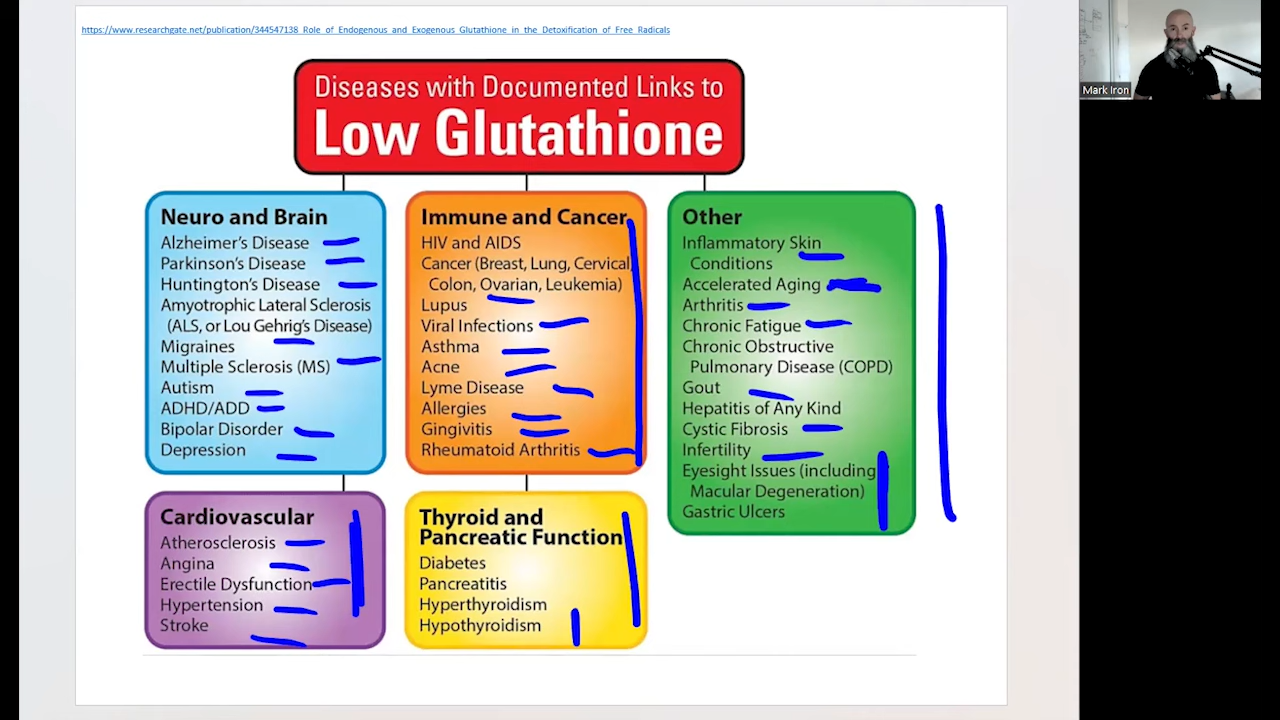 https://www.researchgate.net/publication/344547138_Role_of_Endogenous_and_Exogenous_Glutathione_in_the_Detoxification_of_Free_Radicals
Mark Iron
Diseases with Documented Links to
Low Glutathione
Neuro and Brain
Alzheimer's Disease
Parkinson's Disease
Huntington's Disease
Amyotrophic Lateral Sclerosis
(ALS, or Lou Gehrig's Disease)
Migraines
Multiple Sclerosis (MS)
Autism
ADHD/ADD
Bipolar Disorder
Depression
Immune and Cancer
HIV and AIDS
Cancer (Breast, Lung, Cervical,
Colon, Ovarian, Leukemia)
Lupus
Viral Infections
Asthma
Acne
Lyme Disease
Allergies
Gingivitis
Rheumatoid Arthritis
Other
Inflammatory Skin
Conditions
Accelerated Aging
Arthritis
Chronic Fatigue
Chronic Obstructive
Pulmonary Disease (COPD)
Gout
Hepatitis of Any Kind
Cystic Fibrosis
Infertility
Eyesight Issues (including
Macular Degeneration)
Gastric Ulcers
Cardiovascular
Atherosclerosis
Angina
Erectile Dysfunction
Hypertension
Stroke
Thyroid and
Pancreatic Function
Diabetes
Pancreatitis
Hyperthyroidism
Hypothyroidism